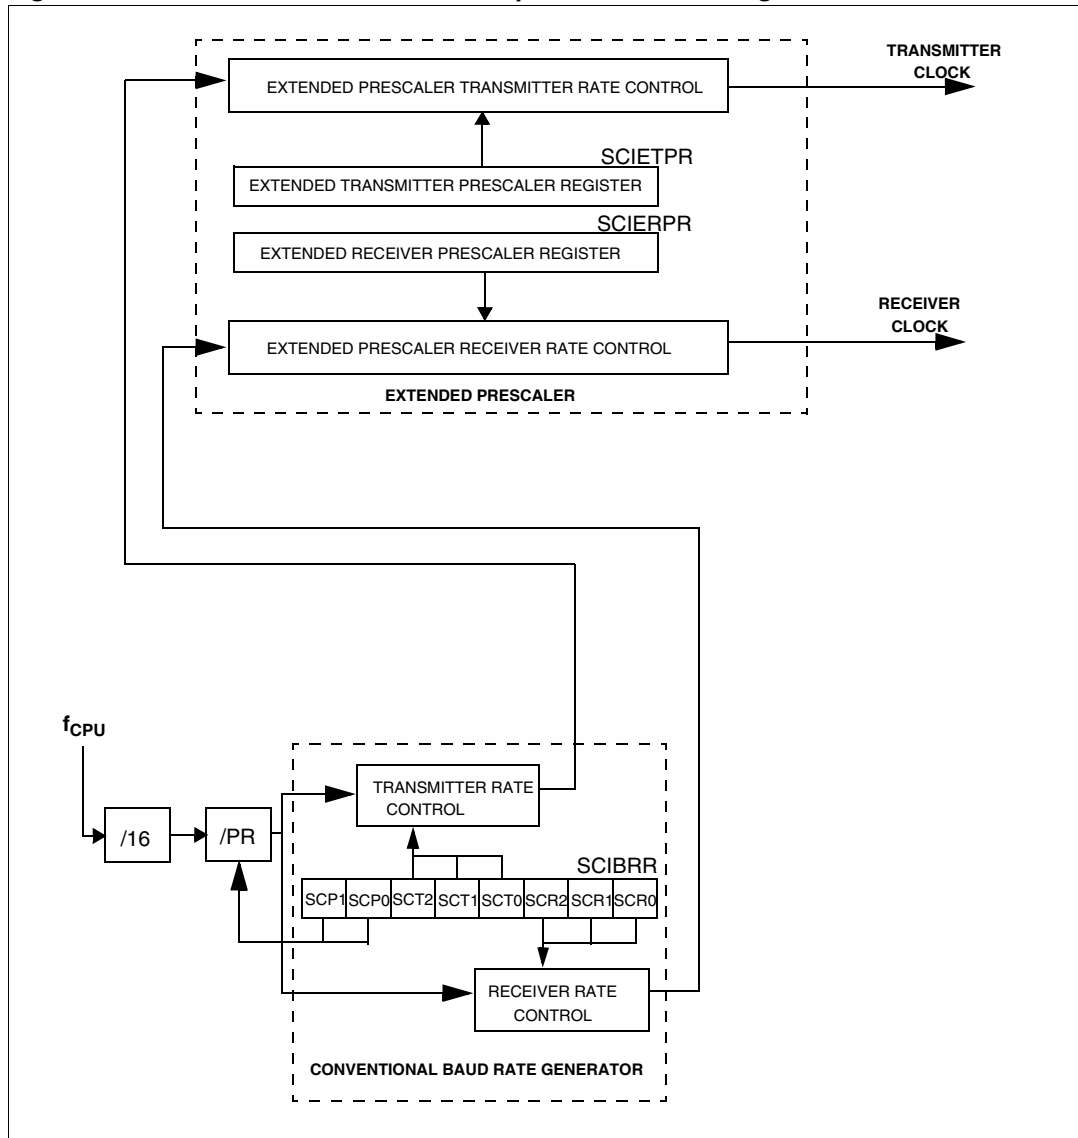 TRANSMITTER
CLOCK
EXTENDED PRESCALER TRANSMITTER RATE CONTROL
SCIETPR
EXTENDED TRANSMITTER PRESCALER REGISTER
SCIERPR
EXTENDED RECEIVER PRESCALER REGISTER
RECEIVER
CLOCK
EXTENDED PRESCALER RECEIVER RATE CONTROL
EXTENDED PRESCALER
fCPU
TRANSMITTER RATE
CONTROL
/16
/PR
SCIBRR
SCP1 SCP0 SCT2 SCT1 SCT0 SCR2 SCR1 SCR0
RECEIVER RATE
CONTROL
CONVENTIONAL BAUD RATE GENERATOR